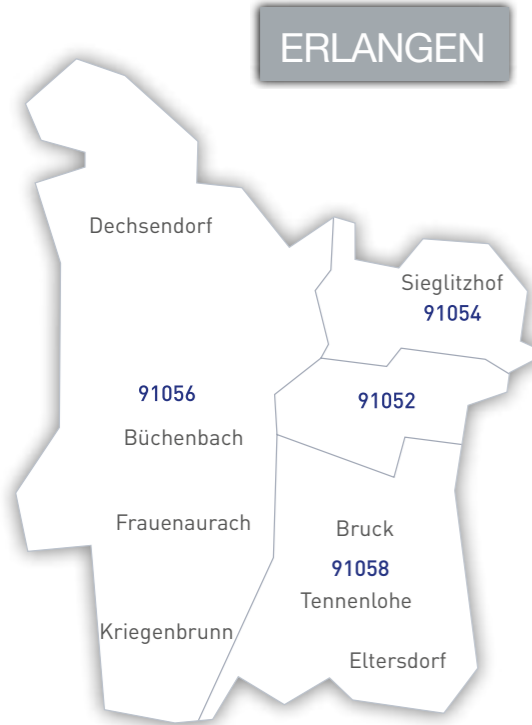 ERLANGEN
Dechsendorf
Sieglitzhof
91054
91056
91052
Büchenbach
Frauenaurach
Bruck
91058
Tennenlohe
Kriegenbrunn
Eltersdorf